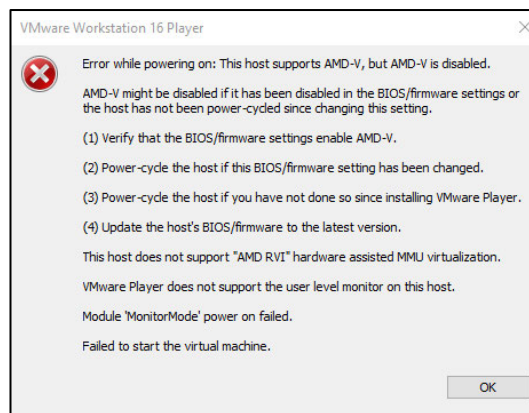 VMware Workstation 16 Player
Error while powering on: This host supports AMD-V, but AMD-V is disabled.
AMD-V might be disabled if it has been disabled in the BIOS/firmware settings or
the host has not been power-cycled since changing this setting.
(1) Verify that the BIOS/firmware settings enable AMD-V.
(2) Power-cycle the host if this BIOS/firmware setting has been changed.
(3) Power-cycle the host if you have not done so since installing VMware Player.
(4) Update the host's BIOS/firmware to the latest version.
This host does not support "AMD RVI" hardware assisted MMU virtualization.
VMware Player does not support the user level monitor on this host.
Module 'MonitorMode' power on failed.
Failed to start the virtual machine.
OK